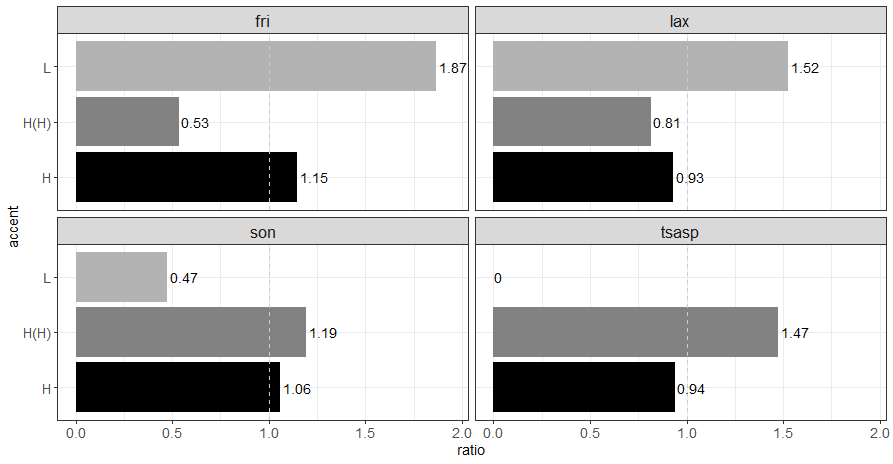 fri
lax
L
1.87
1.52
H(H)
0.53
0.81
H
1.15
0.93
accent
son
tsasp
L
0.47
0
H(H)
1.19
1.47
H
1.06
0.94
0.0 0.5 1.0 1.5 2.0 0.0 0.5 1.0 1.5 2.0
ratio